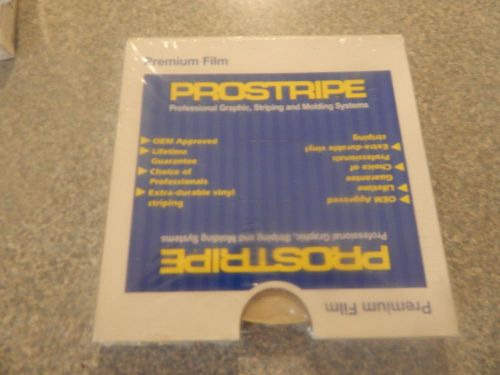 Premium Film
PROSTRIPE
Professional Graphic, Striping and Molding Systems
OEM Approved
Lifetime
Guarantee
Choice of
Professionals
Extra-durable vinyl
striping
OEM Approved
Lifetime
Guarantee
Choice of
Professionals
Extra-durable vinyl
striping
PROSTRIPE
Professional Graphic, Striping and Molding Systems
Premium Film